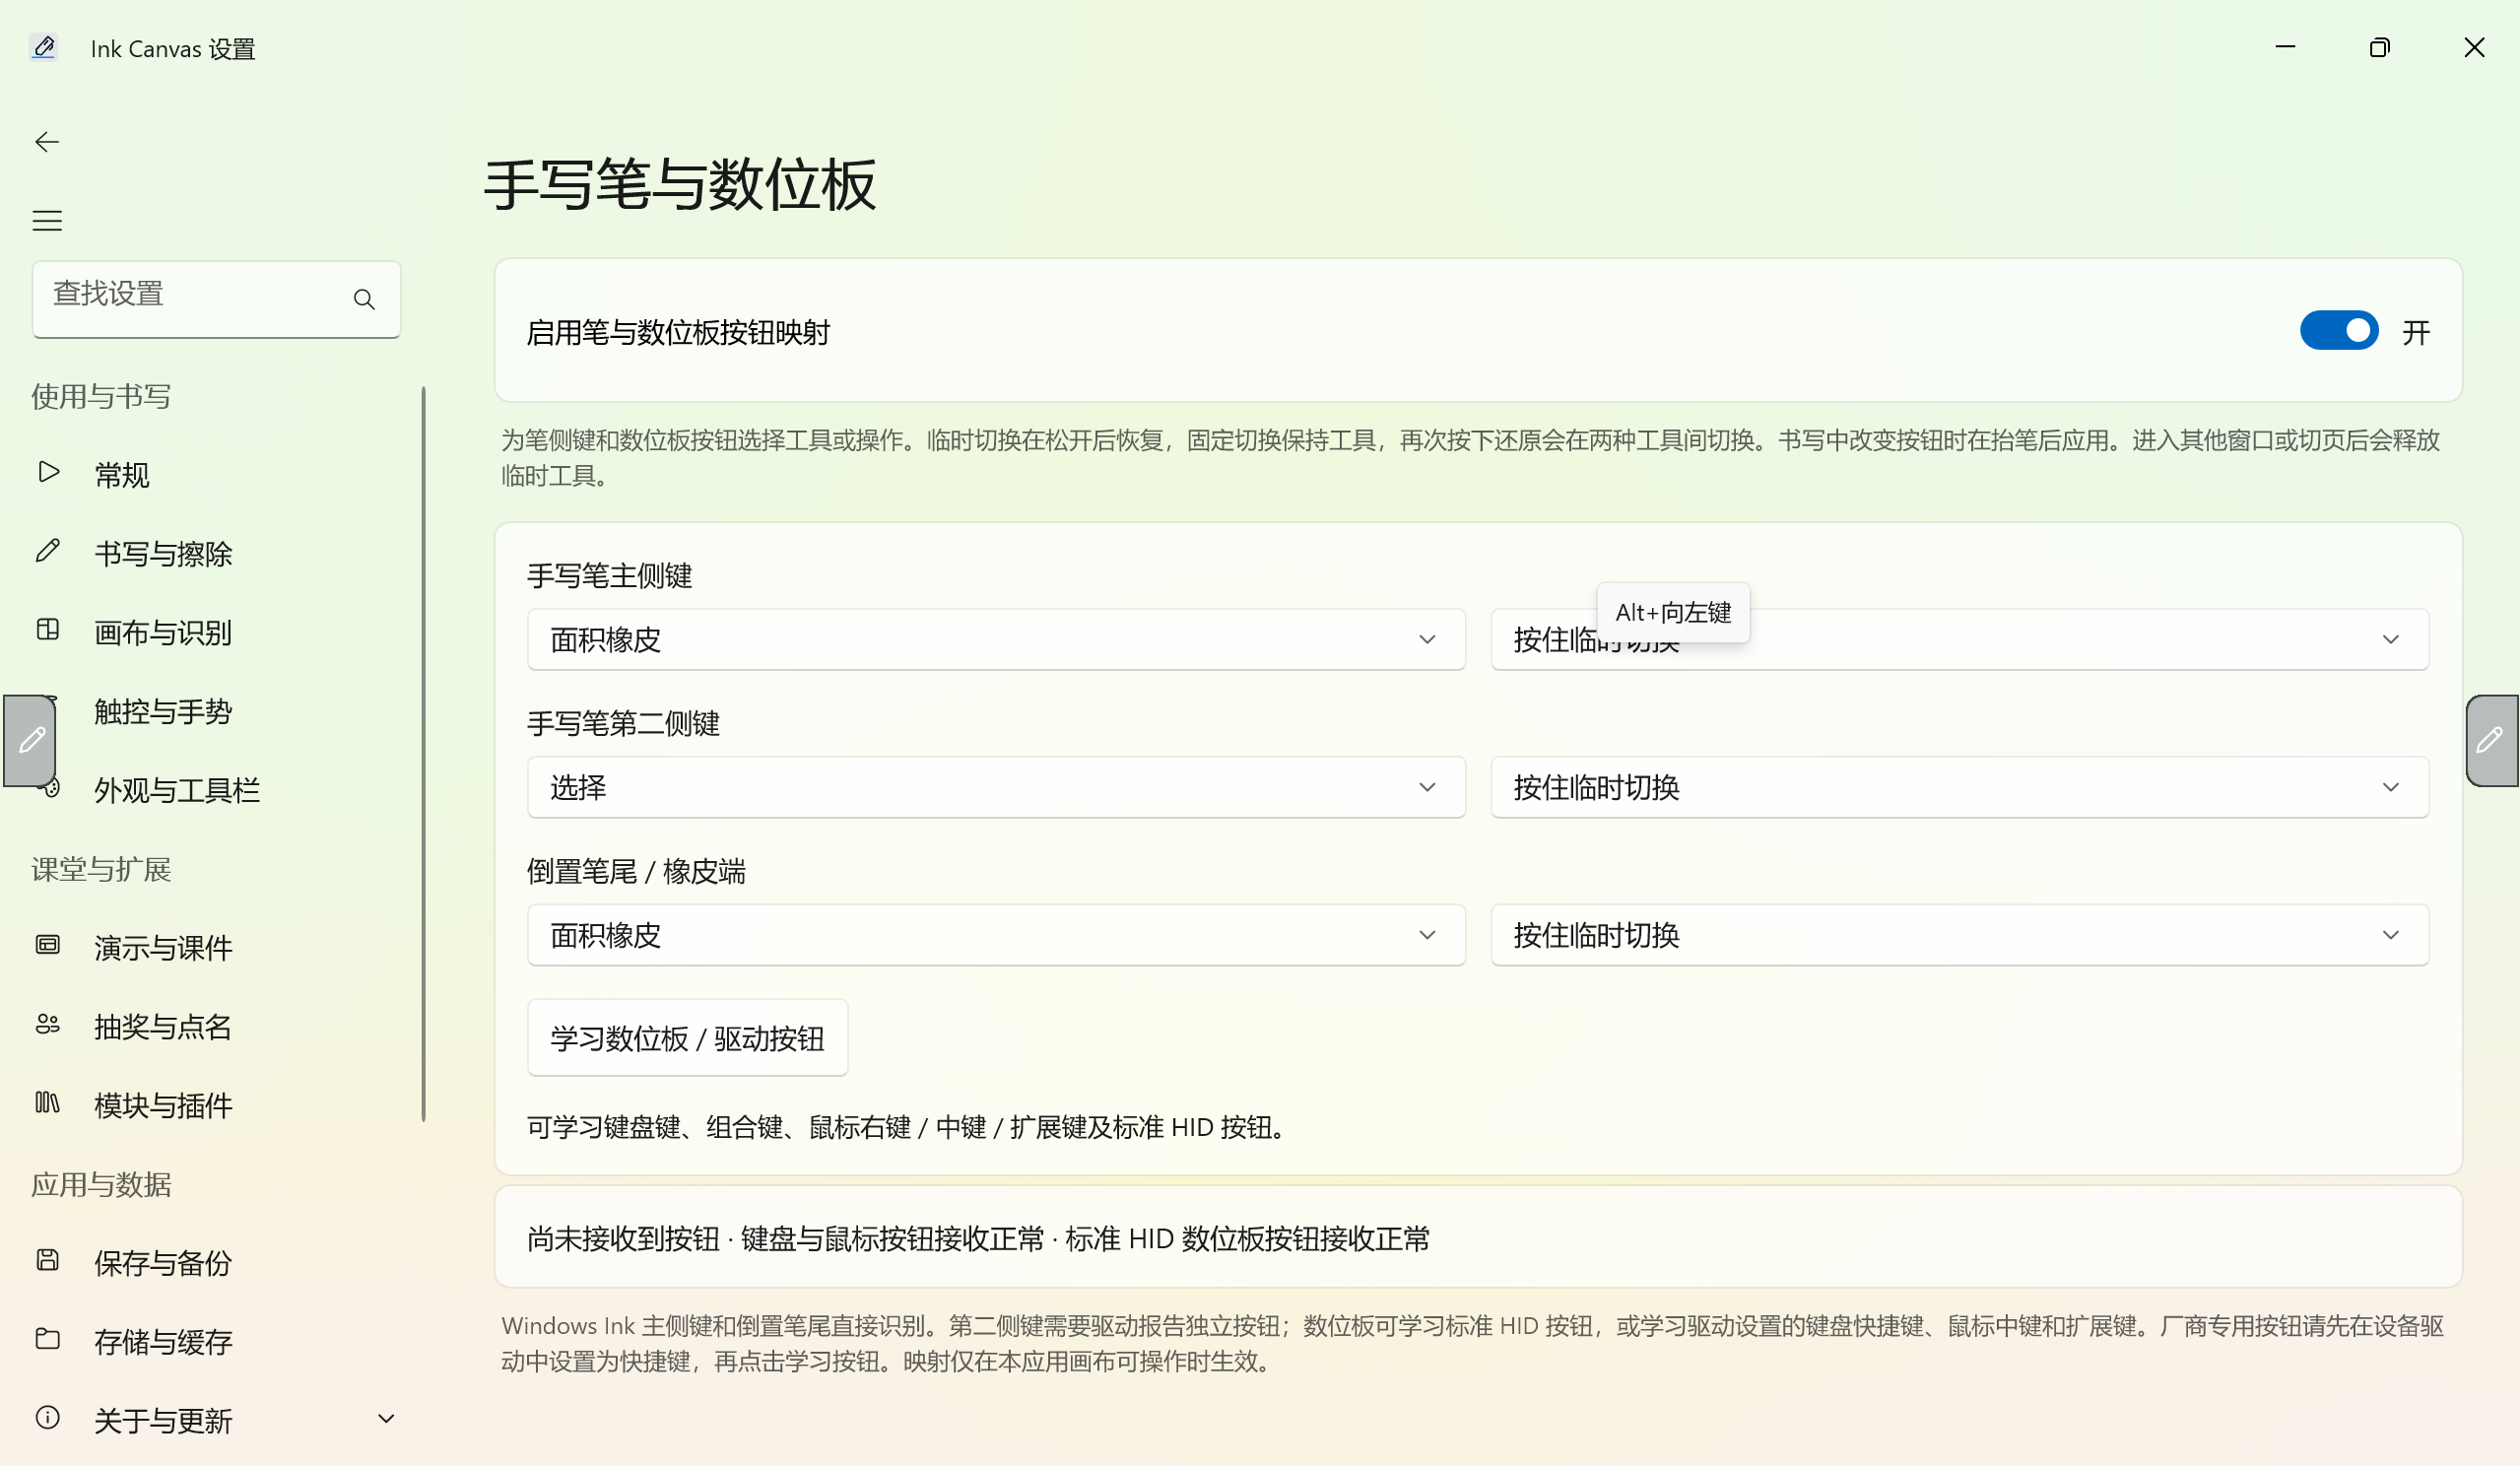 Ink Canvas 设置
查找设置
使用与书写
常规
书写与擦除
画布与识别
触控与手势
外观与工具栏
课堂与扩展
演示与课件
抽奖与点名
模块与插件
应用与数据
保存与备份
存储与缓存
关于与更新
手写笔与数位板
启用笔与数位板按钮映射
开
为笔侧键和数位板按钮选择工具或操作。临时切换在松开后恢复，固定切换保持工具，再次按下还原会在两种工具间切换。书写中改变按钮时在抬笔后应用。进入其他窗口或切页后会释放
临时工具。
手写笔主侧键
Alt+向左键
面积橡皮
按住临时切换
手写笔第二侧键
选择
按住临时切换
倒置笔尾 / 橡皮端
面积橡皮
按住临时切换
学习数位板 / 驱动按钮
可学习键盘键、组合键、鼠标右键 / 中键 / 扩展键及标准 HID 按钮。
尚未接收到按钮 · 键盘与鼠标按钮接收正常 · 标准 HID 数位板按钮接收正常
Windows Ink 主侧键和倒置笔尾直接识别。第二侧键需要驱动报告独立按钮；数位板可学习标准 HID 按钮，或学习驱动设置的键盘快捷键、鼠标中键和扩展键。厂商专用按钮请先在设备驱
动中设置为快捷键，再点击学习按钮。映射仅在本应用画布可操作时生效。